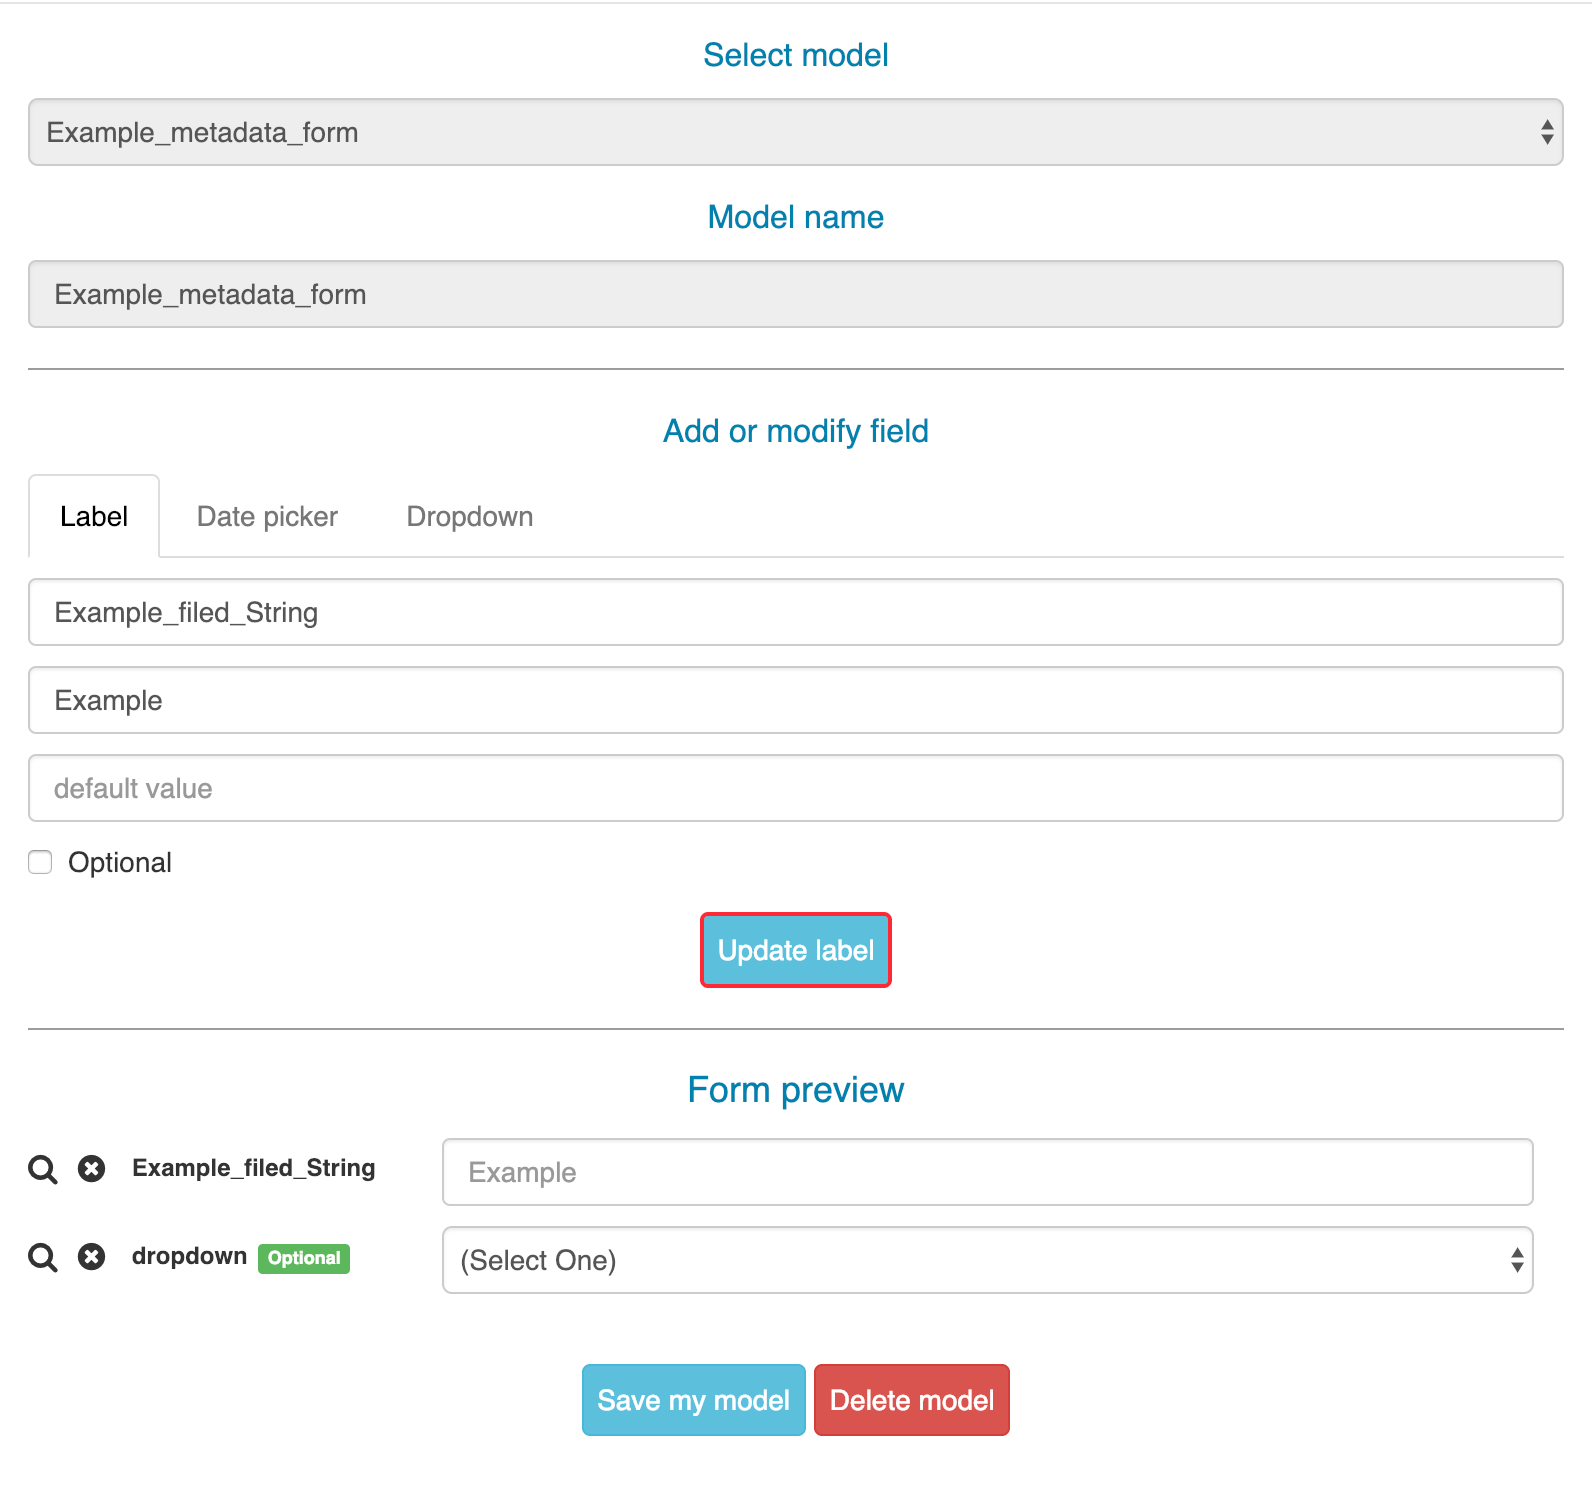 Select model
Example_metadata_form
Model name
Example_metadata_form
Add or modify field
Label Date picker Dropdown
Example_filed_String
Example
default value
Optional
Update label
Form preview
Example_filed_String Example
dropdown Optional (Select One)
Save my model Delete model